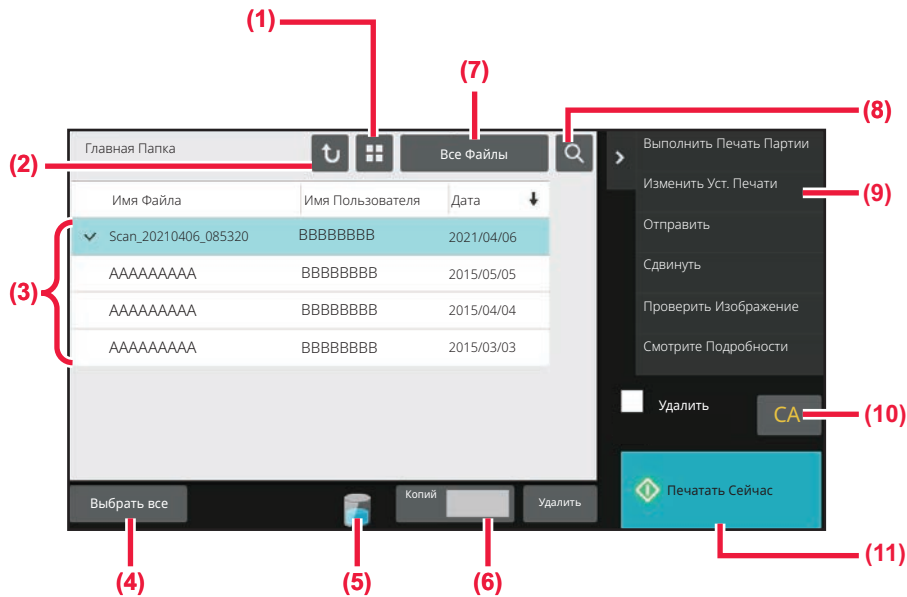 (1)
(7)
(8)
Главная Папка
Все Файлы
Выполнить Печать Партии
(2)
Изменить Уст. Печати
(9)
Имя Файла Имя Пользователя Дата
Отправить
Scan_20210406_085320 BBBBBBBB 2021/04/06
Сдвинуть
AAAAAAAAA BBBBBBBB 2015/05/05
(3)
AAAAAAAAA BBBBBBBB 2015/04/04
Проверить Изображение
AAAAAAAAA BBBBBBBB 2015/03/03
Смотрите Подробности
Удалить
CA
(10)
Выбрать все
Копий
Удалить
Печатать Сейчас
(4)
(5)
(6)
(11)